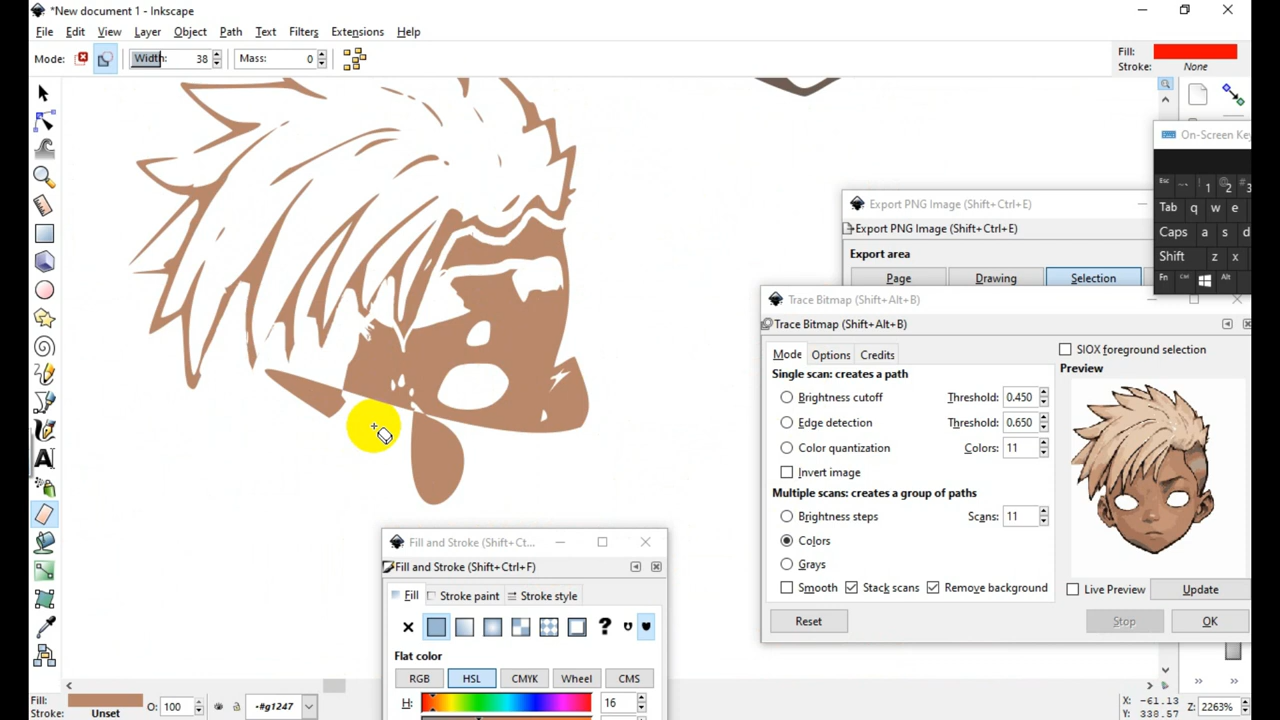 *New document 1 - Inkscape
File Edit View Layer Object Path Text Filters Extensions Help
Mode: Width: 38 Mass: 0 Fill:
Stroke: None
On-Screen Key
Esc 1 2 3
Tab q w e
Caps a s d
Shift z x
Fn Ctrl Alt
Export PNG Image (Shift+Ctrl+E)
Export PNG Image (Shift+Ctrl+E)
Export area
Page Drawing Selection
Trace Bitmap (Shift+Alt+B)
Trace Bitmap (Shift+Alt+B)
Mode Options Credits
SIOX foreground selection
Single scan: creates a path
Preview
Brightness cutoff Threshold: 0.450
Edge detection Threshold: 0.650
Color quantization Colors: 11
Invert image
Multiple scans: creates a group of paths
Brightness steps Scans: 11
Colors
Grays
Smooth Stack scans Remove background
Live Preview Update
Reset Stop OK
Fill and Stroke (Shift+Ct...
Fill and Stroke (Shift+Ctrl+F)
Fill Stroke paint Stroke style
Flat color
RGB HSL CMYK Wheel CMS
H: 16
Fill:
Stroke: Unset O: 100 -#g1247
X: -61.13
Y: 338.57 Z: 2263%